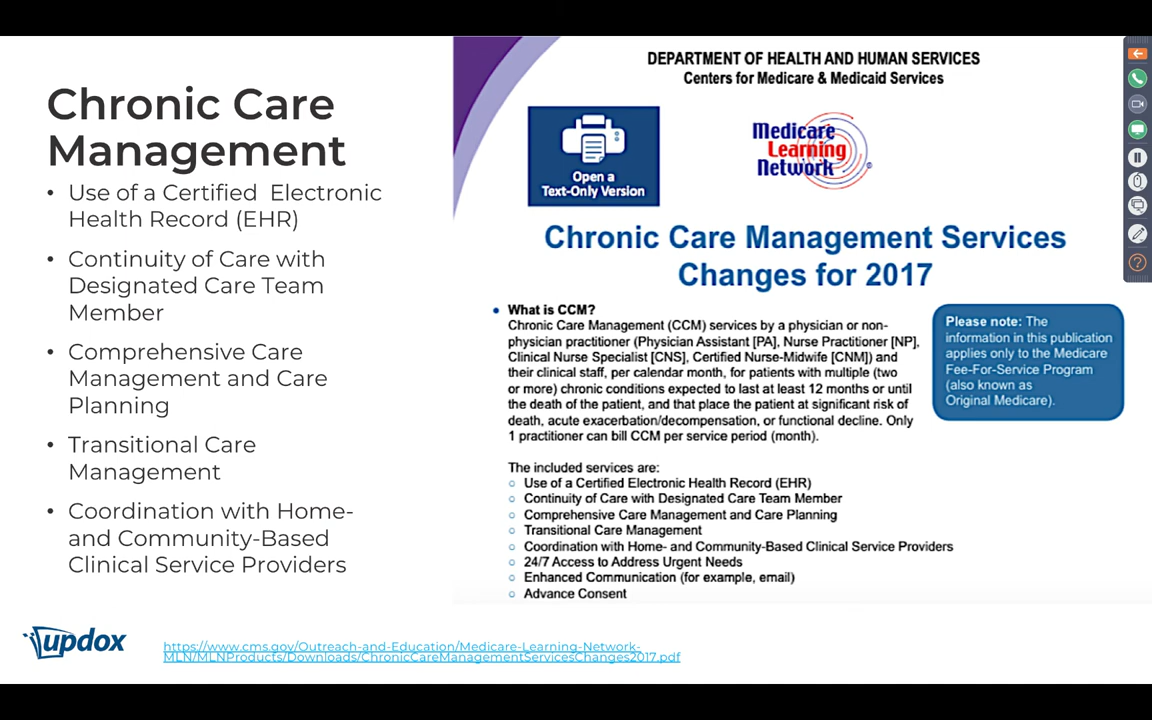 Chronic Care
Management
• Use of a Certified Electronic
Health Record (EHR)
• Continuity of Care with
Designated Care Team
Member
• Comprehensive Care
Management and Care
Planning
• Transitional Care
Management
• Coordination with Home-
and Community-Based
Clinical Service Providers
updox
https://www.cms.gov/Outreach-and-Education/Medicare-Learning-Network-
MLN/MLNProducts/Downloads/ChronicCareManagementServicesChanges2017.pdf
DEPARTMENT OF HEALTH AND HUMAN SERVICES
Centers for Medicare & Medicaid Services
Open a
Text-Only Version
Medicare
Learning
Network
®
Chronic Care Management Services
Changes for 2017
• What is CCM?
Chronic Care Management (CCM) services by a physician or non-
physician practitioner (Physician Assistant [PA], Nurse Practitioner [NP],
Clinical Nurse Specialist [CNS], Certified Nurse-Midwife [CNM]) and
their clinical staff, per calendar month, for patients with multiple (two
or more) chronic conditions expected to last at least 12 months or until
the death of the patient, and that place the patient at significant risk of
death, acute exacerbation/decompensation, or functional decline. Only
1 practitioner can bill CCM per service period (month).
The included services are:
○ Use of a Certified Electronic Health Record (EHR)
○ Continuity of Care with Designated Care Team Member
○ Comprehensive Care Management and Care Planning
○ Transitional Care Management
○ Coordination with Home- and Community-Based Clinical Service Providers
○ 24/7 Access to Address Urgent Needs
○ Enhanced Communication (for example, email)
○ Advance Consent
Please note: The
information in this publication
applies only to the Medicare
Fee-For-Service Program
(also known as
Original Medicare).